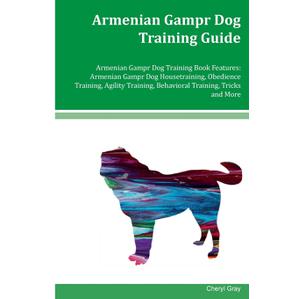 Armenian Gampr Dog
Training Guide
Armenian Gampr Dog Training Book Features:
Armenian Gampr Dog Housetraining, Obedience
Training, Agility Training, Behavioral Training, Tricks
and More
Cheryl Gray